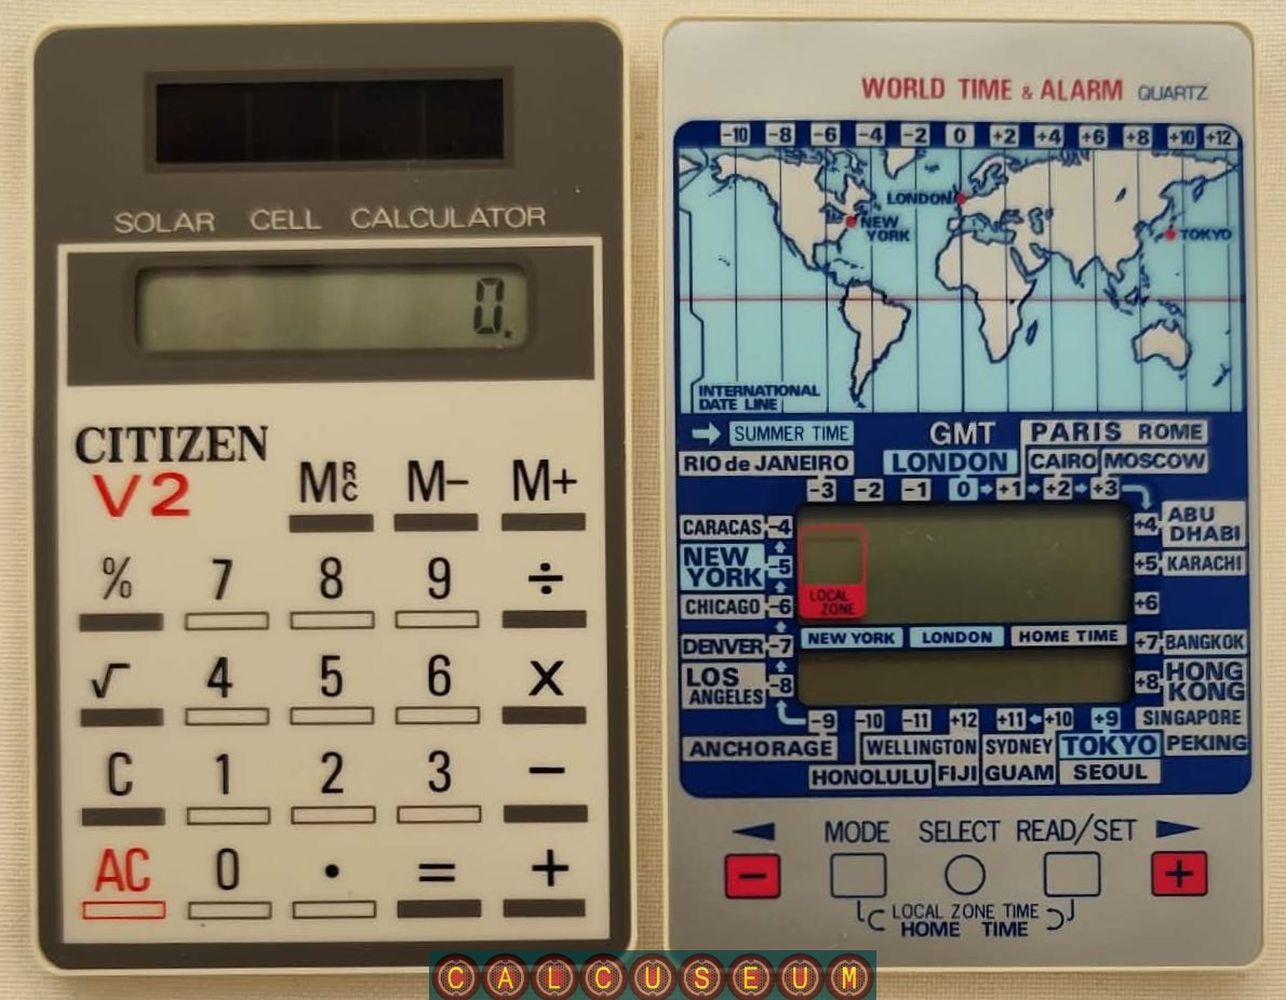 SOLAR CELL CALCULATOR
0.
CITIZEN
V2
MRC M– M+
% 7 8 9 ÷
√ 4 5 6 ×
C 1 2 3 –
AC 0 • = +
WORLD TIME & ALARM QUARTZ
-10 -8 -6 -4 -2 0 +2 +4 +6 +8 +10 +12
LONDON
NEW YORK
TOKYO
INTERNATIONAL
DATE LINE
SUMMER TIME
GMT
PARIS ROME
RIO de JANEIRO LONDON CAIRO MOSCOW
-3 -2 -1 0 +1 +2 +3
CARACAS -4
NEW
YORK -5
CHICAGO -6
DENVER -7
LOS
ANGELES -8
LOCAL
ZONE
NEW YORK LONDON HOME TIME
+4 ABU
DHABI
+5 KARACHI
+6
+7 BANGKOK
+8 HONG
KONG
SINGAPORE
PEKING
-9 -10 -11 +12 +11 +10 +9
ANCHORAGE WELLINGTON SYDNEY TOKYO
HONOLULU FIJI GUAM SEOUL
MODE SELECT READ/SET
– +
LOCAL ZONE TIME
HOME TIME
CALCUSEUM